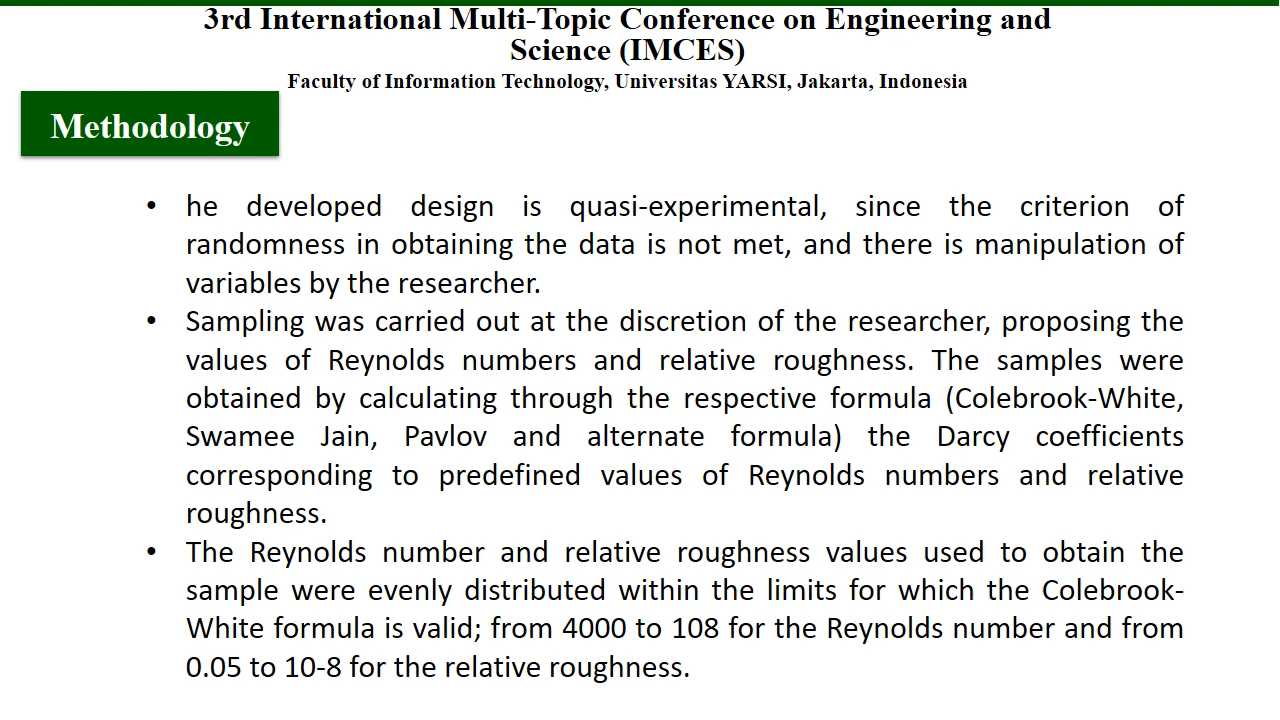 3rd International Multi-Topic Conference on Engineering and
Science (IMCES)
Faculty of Information Technology, Universitas YARSI, Jakarta, Indonesia
Methodology
• he developed design is quasi-experimental, since the criterion of
randomness in obtaining the data is not met, and there is manipulation of
variables by the researcher.
• Sampling was carried out at the discretion of the researcher, proposing the
values of Reynolds numbers and relative roughness. The samples were
obtained by calculating through the respective formula (Colebrook-White,
Swamee Jain, Pavlov and alternate formula) the Darcy coefficients
corresponding to predefined values of Reynolds numbers and relative
roughness.
• The Reynolds number and relative roughness values used to obtain the
sample were evenly distributed within the limits for which the Colebrook-
White formula is valid; from 4000 to 108 for the Reynolds number and from
0.05 to 10-8 for the relative roughness.